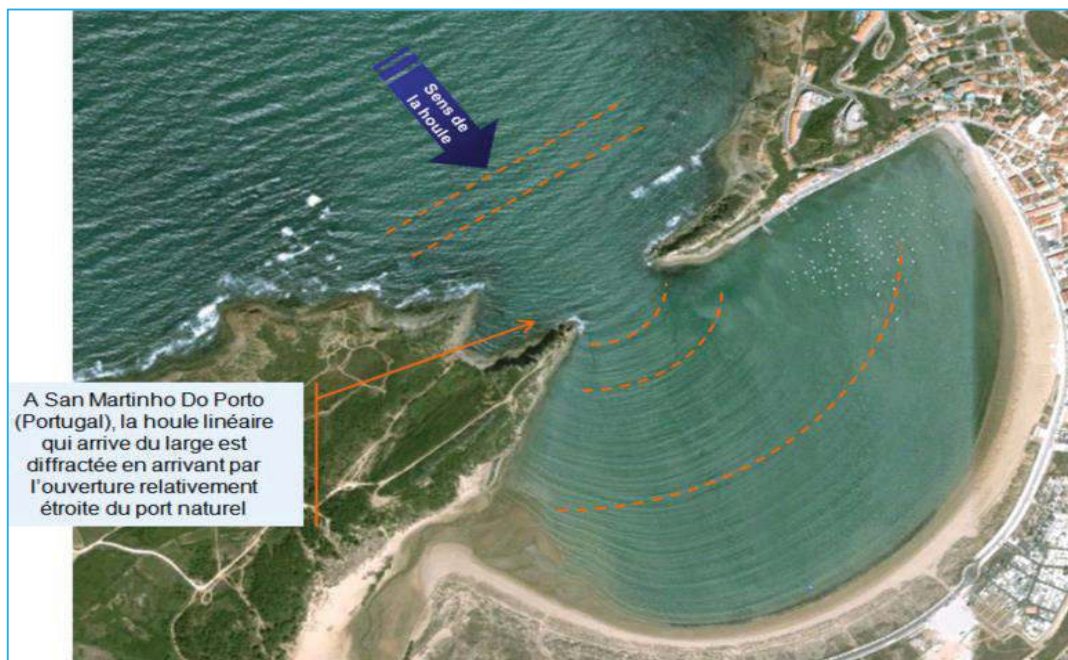 Sens de
la houle
A San Martinho Do Porto
(Portugal), la houle linéaire
qui arrive du large est
diffractée en arrivant par
l'ouverture relativement
étroite du port naturel